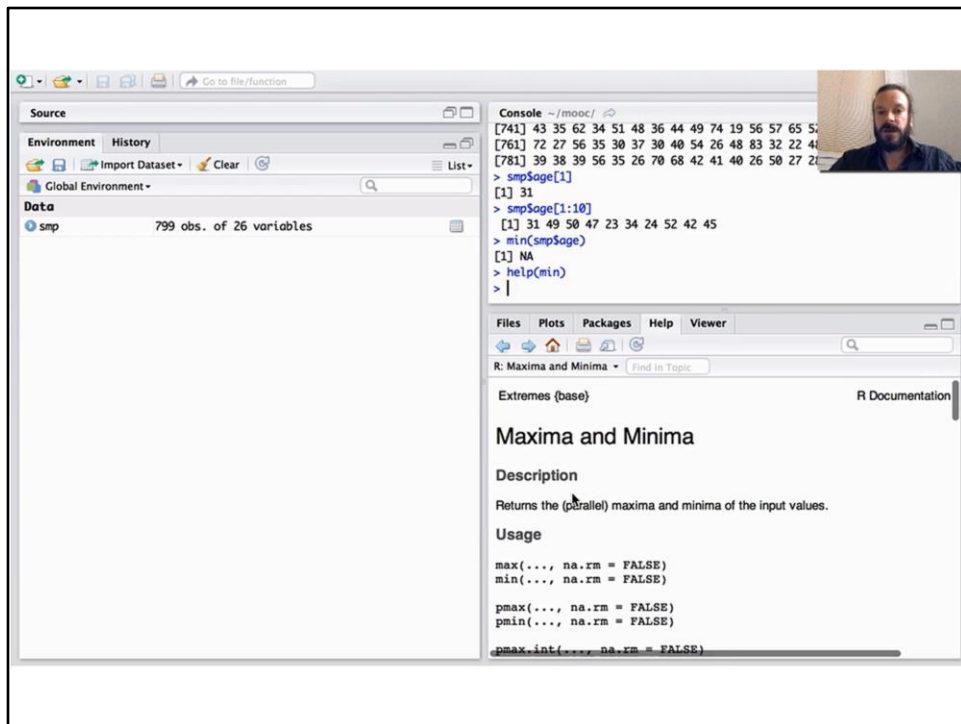 Go to file/function
Source
Environment History
Import Dataset Clear List
Global Environment
Data
smp 799 obs. of 26 variables
Console ~/mooc/
[741] 43 35 62 34 51 48 36 44 49 74 19 56 57 65
[761] 72 27 56 35 30 37 30 40 54 26 48 83 32 22
[781] 39 38 39 56 35 26 70 68 42 41 40 26 50 27
> smp$age[1]
[1] 31
> smp$age[1:10]
[1] 31 49 50 47 23 34 24 52 42 45
> min(smp$age)
[1] NA
> help(min)
>
Files Plots Packages Help Viewer
R: Maxima and Minima Find in Topic
Extremes {base} R Documentation
Maxima and Minima
Description
Returns the (parallel) maxima and minima of the input values.
Usage
max(..., na.rm = FALSE)
min(..., na.rm = FALSE)
pmax(..., na.rm = FALSE)
pmin(..., na.rm = FALSE)
pmax.int(..., na.rm = FALSE)